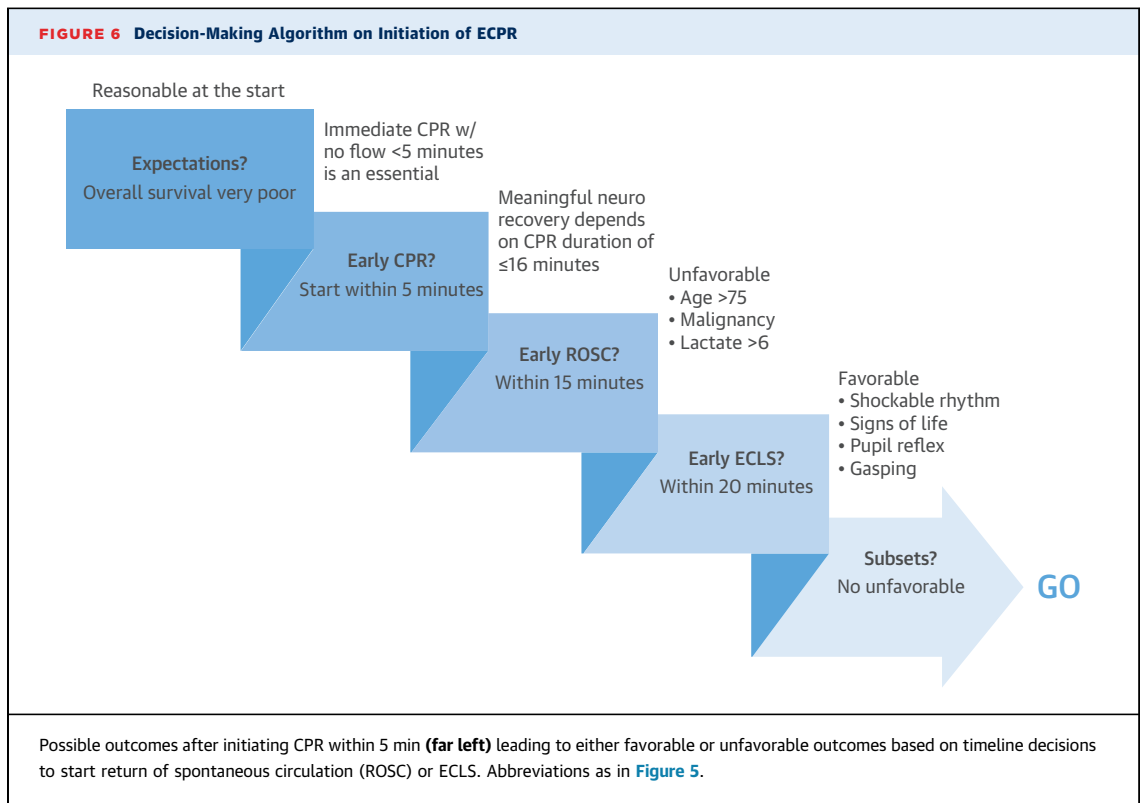 FIGURE 6 Decision-Making Algorithm on Initiation of ECPR
Reasonable at the start
Expectations?
Overall survival very poor
Immediate CPR w/
no flow <5 minutes
is an essential
Early CPR?
Start within 5 minutes
Meaningful neuro
recovery depends
on CPR duration of
≤16 minutes
Early ROSC?
Within 15 minutes
Unfavorable
• Age >75
• Malignancy
• Lactate >6
Early ECLS?
Within 20 minutes
Favorable
• Shockable rhythm
• Signs of life
• Pupil reflex
• Gasping
Subsets?
No unfavorable
GO
Possible outcomes after initiating CPR within 5 min (far left) leading to either favorable or unfavorable outcomes based on timeline decisions
to start return of spontaneous circulation (ROSC) or ECLS. Abbreviations as in Figure 5.